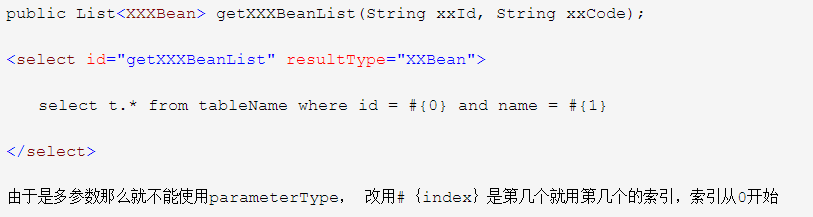 public List<XXXBean> getXXXBeanList(String xxId, String xxCode);
<select id="getXXXBeanList" resultType="XXBean">
select t.* from tableName where id = #{0} and name = #{1}
</select>
由于是多参数那么就不能使用parameterType， 改用#｛index｝是第几个就用第几个的索引，索引从0开始